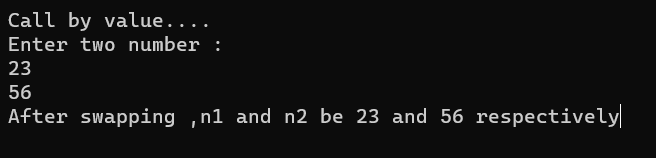 Call by value....
Enter two number :
23
56
After swapping ,n1 and n2 be 23 and 56 respectively